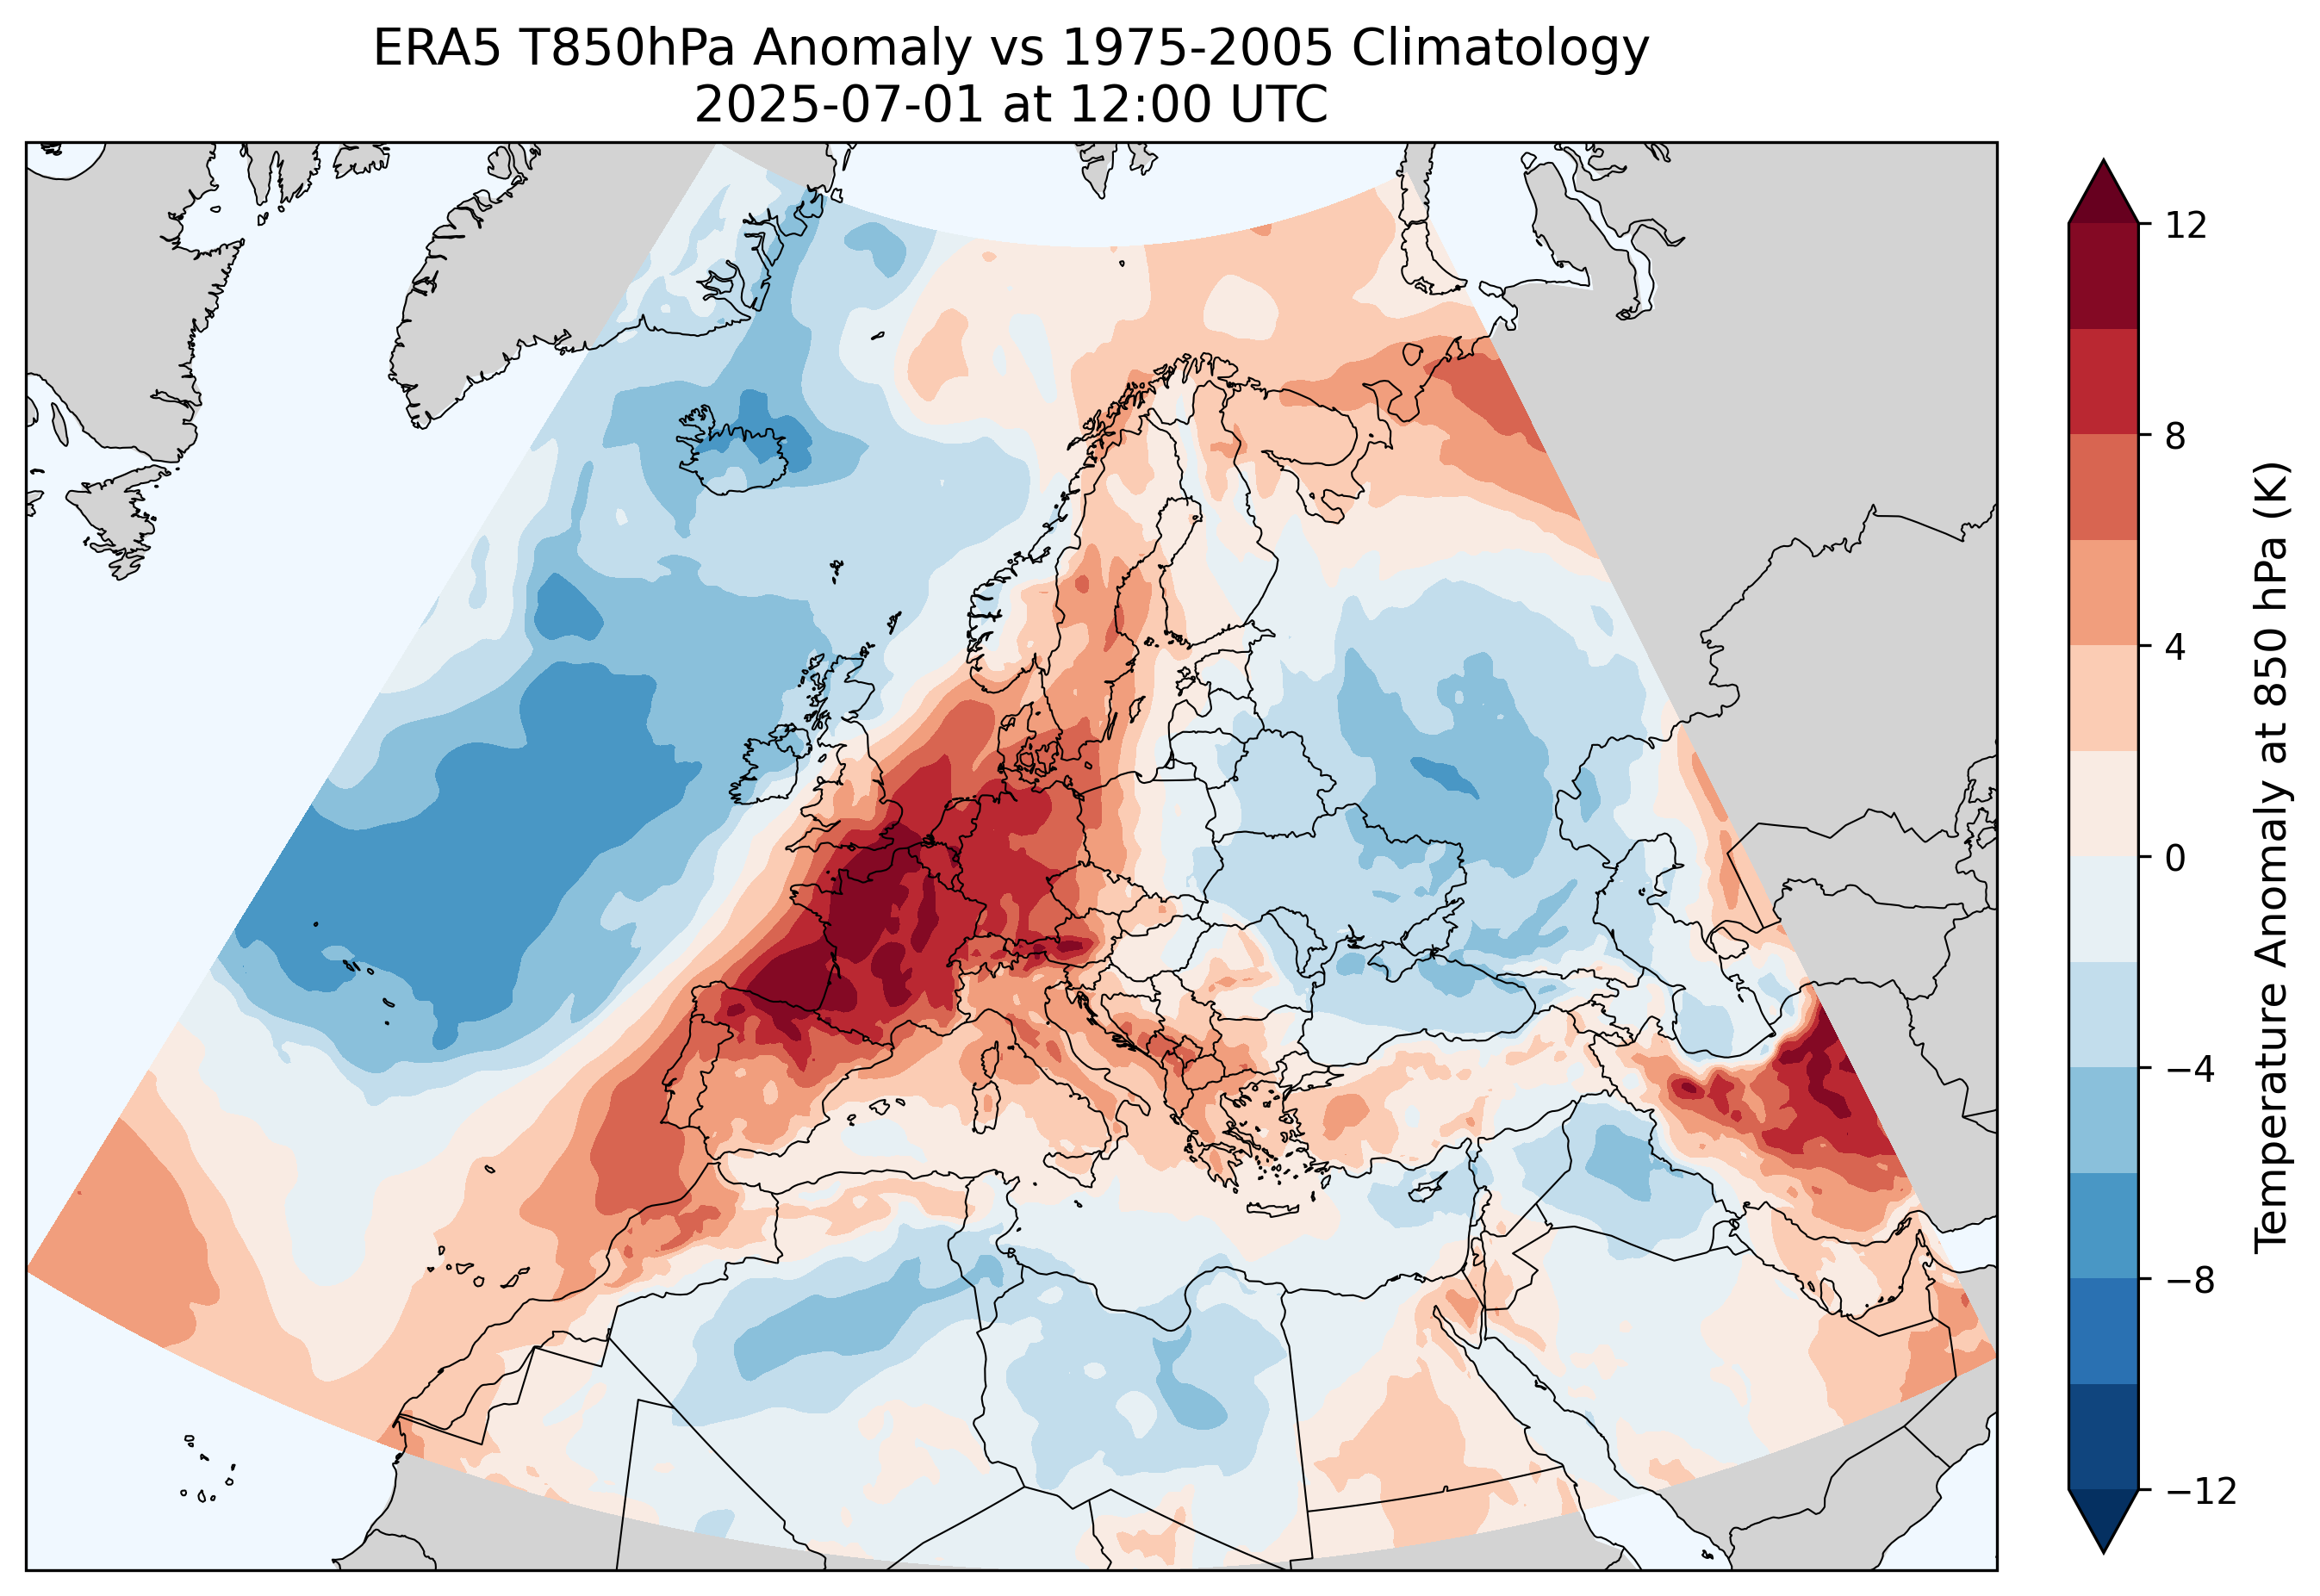 ERA5 T850hPa Anomaly vs 1975-2005 Climatology
2025-07-01 at 12:00 UTC
12
8
4
0
−4
−8
−12
Temperature Anomaly at 850 hPa (K)